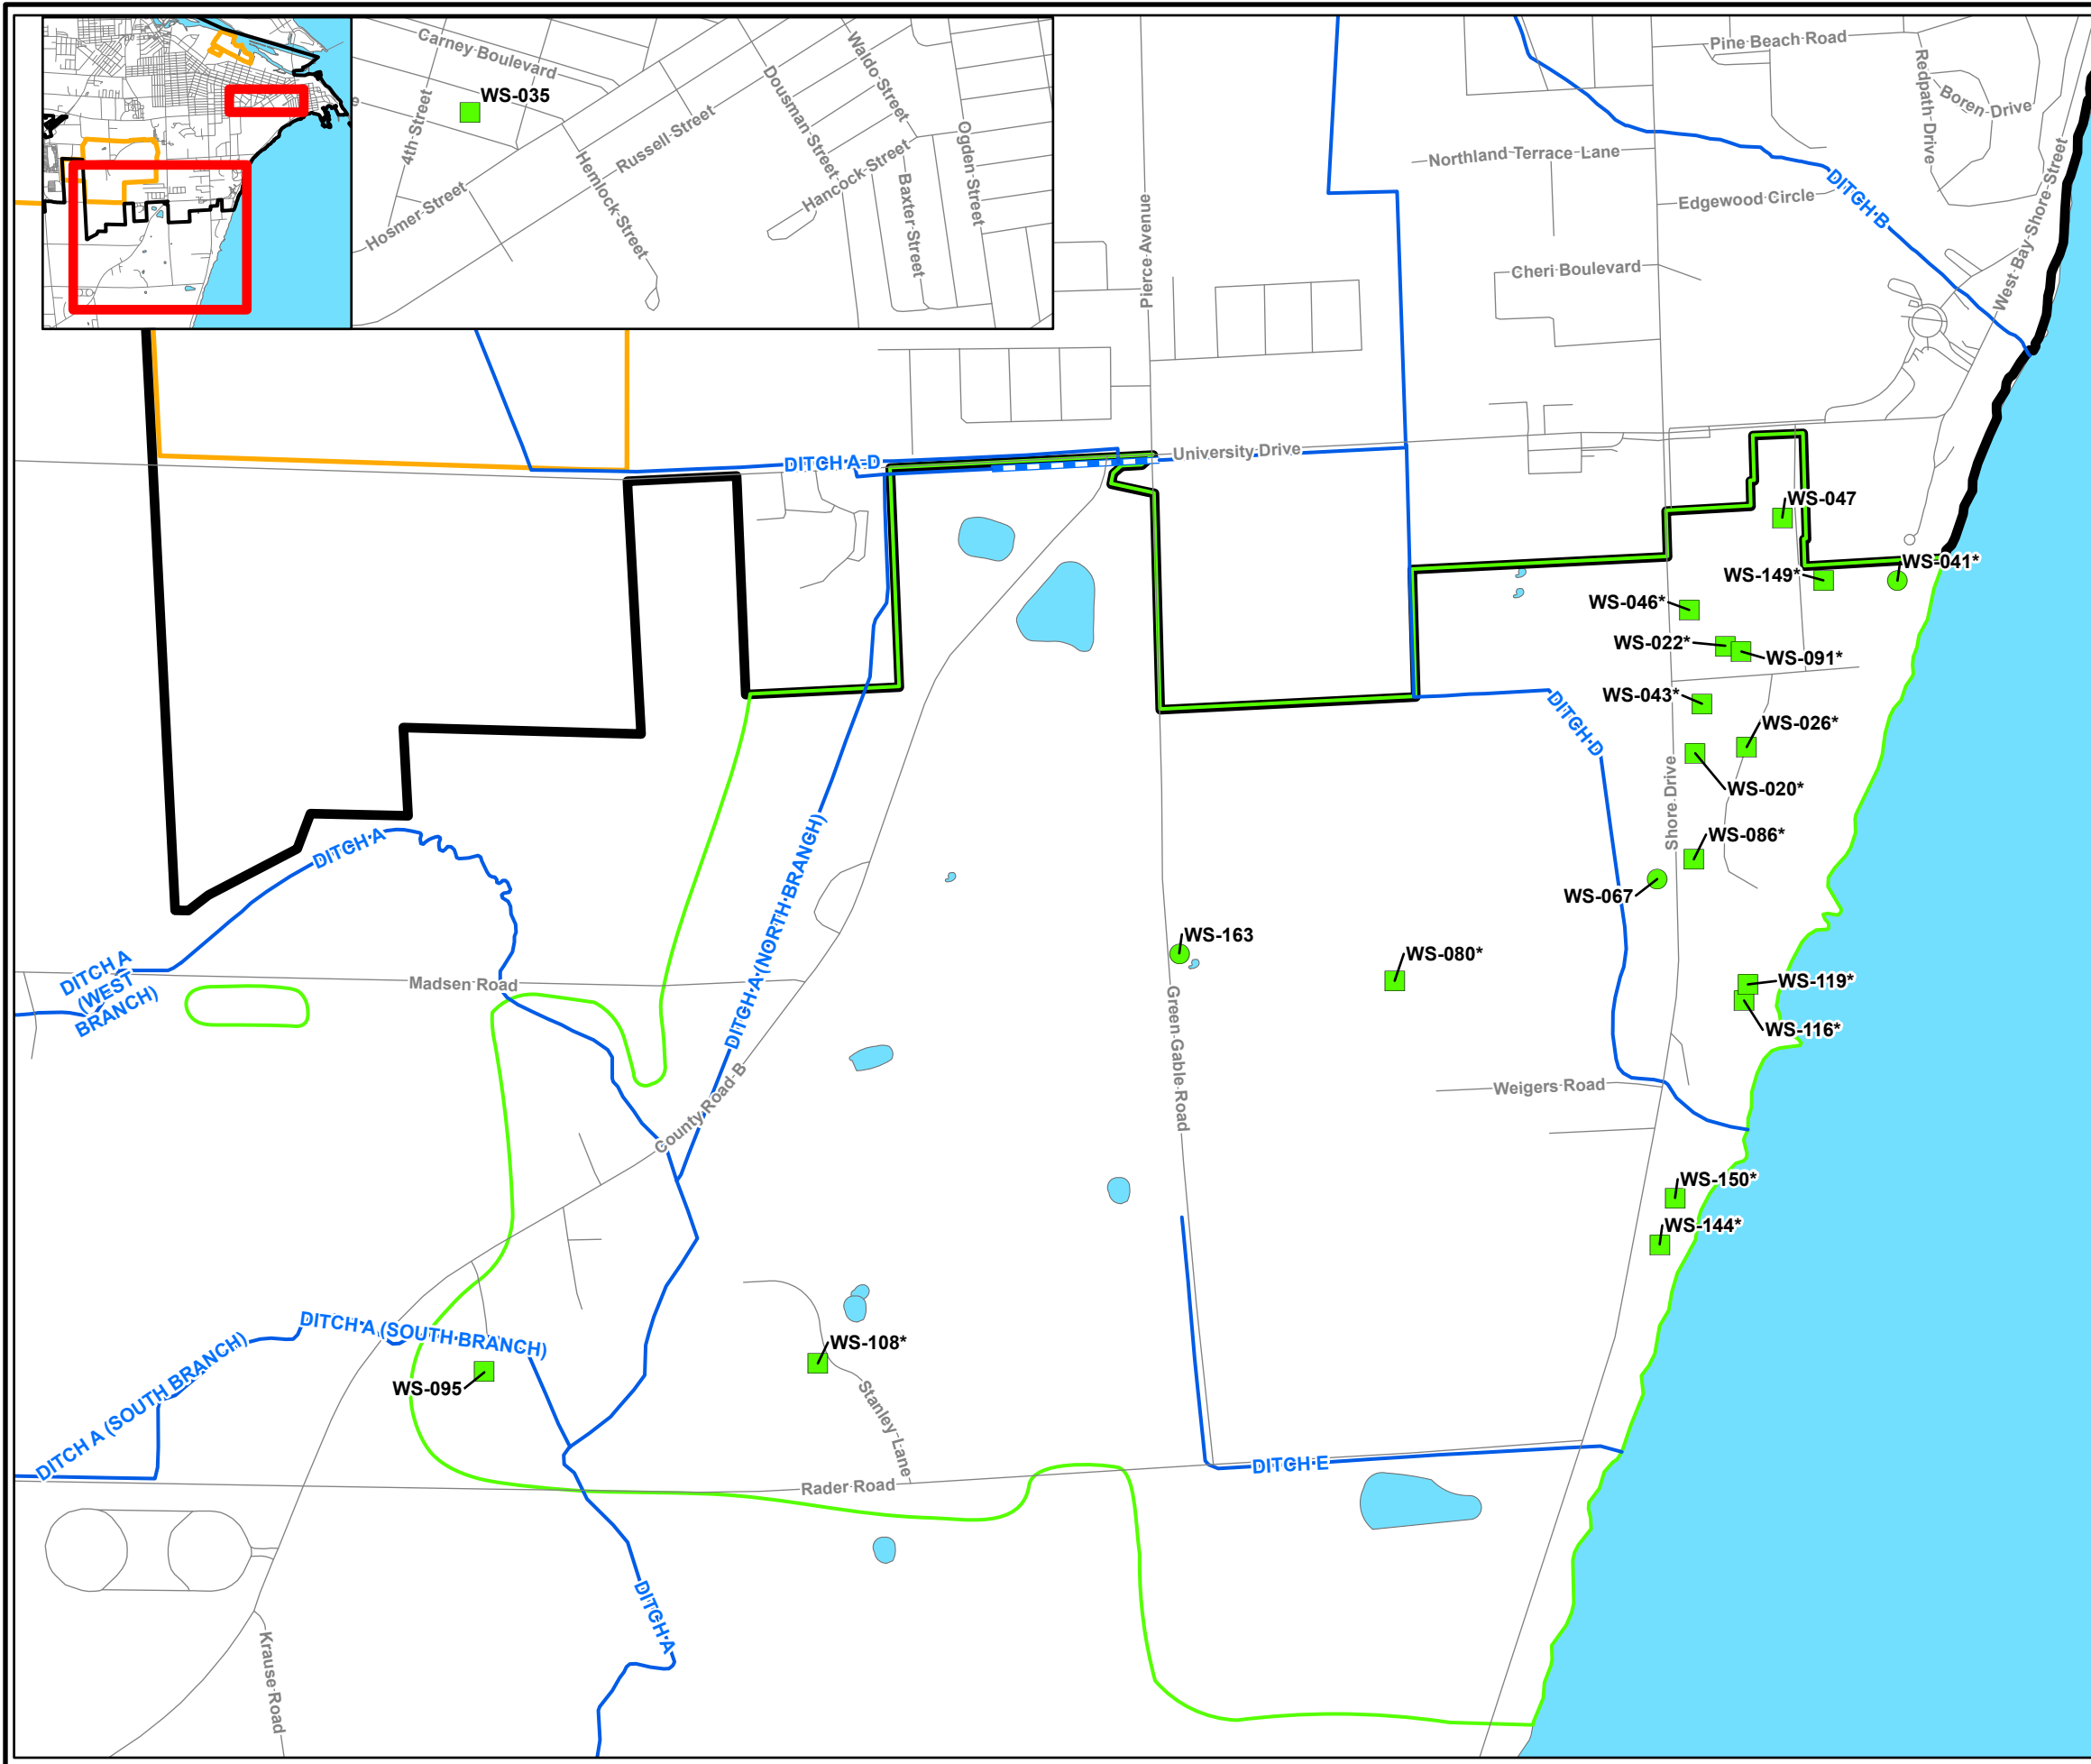 Carney Boulevard
WS-035
4th Street
Hosmer Street
Hemlock Street
Russell Street
Dousman Street
Waldo Street
Hancock Street
Baxter Street
Ogden Street
Pierce Avenue
Pine Beach Road
Redpath Drive
Boren Drive
Northland Terrace Lane
Edgewood Circle
DITCH B
West Bay Shore Street
Cheri Boulevard
DITCH A-D
University Drive
WS-047
WS-041*
WS-149*
WS-046*
WS-022*
WS-091*
WS-043*
WS-026*
DITCH D
WS-020*
Shore Drive
WS-086*
WS-067
DITCH A
DITCH A (NORTH BRANCH)
WS-163
WS-080*
WS-119*
WS-116*
DITCH A
(WEST
BRANCH)
Madsen Road
Green Gable Road
County Road B
Weigers Road
WS-150*
WS-144*
DITCH A (SOUTH BRANCH)
DITCH A (SOUTH BRANCH)
WS-108*
WS-095
Stanley Lane
DITCH E
Rader Road
DITCH A
Krause Road